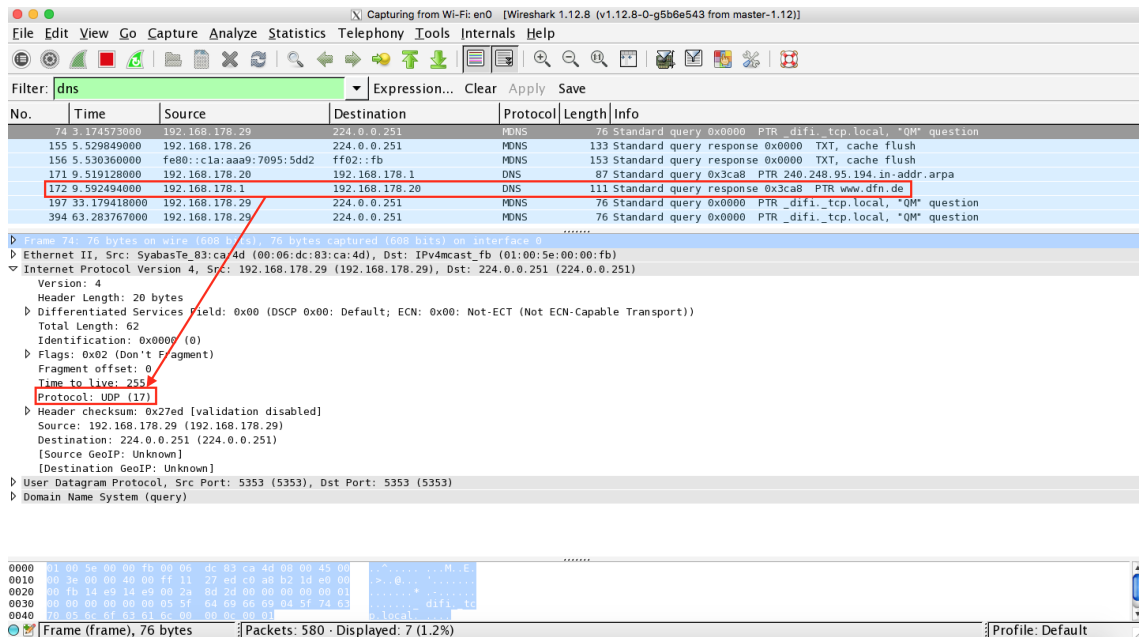 Capturing from Wi-Fi: en0 [Wireshark 1.12.8 (v1.12.8-0-g5b6e543 from master-1.12)]
File Edit View Go Capture Analyze Statistics Telephony Tools Internals Help
Filter: dns Expression... Clear Apply Save
No. Time Source Destination Protocol Length Info
74 3.174573000 192.168.178.29 224.0.0.251 MDNS 76 Standard query 0x0000 PTR _difi._tcp.local, "QM" question
155 5.529849000 192.168.178.26 224.0.0.251 MDNS 133 Standard query response 0x0000 TXT, cache flush
156 5.530360000 fe80::c1a:aaa9:7095:5dd2 ff02::fb MDNS 153 Standard query response 0x0000 TXT, cache flush
171 9.519128000 192.168.178.20 192.168.178.1 DNS 87 Standard query 0x3ca8 PTR 240.248.95.194.in-addr.arpa
172 9.592494000 192.168.178.1 192.168.178.20 DNS 111 Standard query response 0x3ca8 PTR www.dfn.de
197 33.179418000 192.168.178.29 224.0.0.251 MDNS 76 Standard query 0x0000 PTR _difi._tcp.local, "QM" question
394 63.283767000 192.168.178.29 224.0.0.251 MDNS 76 Standard query 0x0000 PTR _difi._tcp.local, "QM" question
Frame 74: 76 bytes on wire (608 bits), 76 bytes captured (608 bits) on interface 0
Ethernet II, Src: SyabasTe_83:ca:4d (00:06:dc:83:ca:4d), Dst: IPv4mcast_fb (01:00:5e:00:00:fb)
Internet Protocol Version 4, Src: 192.168.178.29 (192.168.178.29), Dst: 224.0.0.251 (224.0.0.251)
Version: 4
Header Length: 20 bytes
Differentiated Services Field: 0x00 (DSCP 0x00: Default; ECN: 0x00: Not-ECT (Not ECN-Capable Transport))
Total Length: 62
Identification: 0x0000 (0)
Flags: 0x02 (Don't Fragment)
Fragment offset: 0
Time to live: 255
Protocol: UDP (17)
Header checksum: 0x27ed [validation disabled]
Source: 192.168.178.29 (192.168.178.29)
Destination: 224.0.0.251 (224.0.0.251)
[Source GeoIP: Unknown]
[Destination GeoIP: Unknown]
User Datagram Protocol, Src Port: 5353 (5353), Dst Port: 5353 (5353)
Domain Name System (query)
0000 01 00 5e 00 00 fb 00 06 dc 83 ca 4d 08 00 45 00 ..^..... ...M..E.
0010 00 3e 00 00 40 00 ff 11 27 ed c0 a8 b2 1d e0 00 .>..@... '.......
0020 00 fb 14 e9 14 e9 00 2a 8d 2d 00 00 00 00 00 01 .......* .-......
0030 00 00 00 00 00 00 05 5f 64 69 66 69 04 5f 74 63 ......._ difi._tc
0040 70 05 6c 6f 63 61 6c 00 00 0c 00 01 p.local. ....
Frame (frame), 76 bytes Packets: 580 · Displayed: 7 (1.2%) Profile: Default